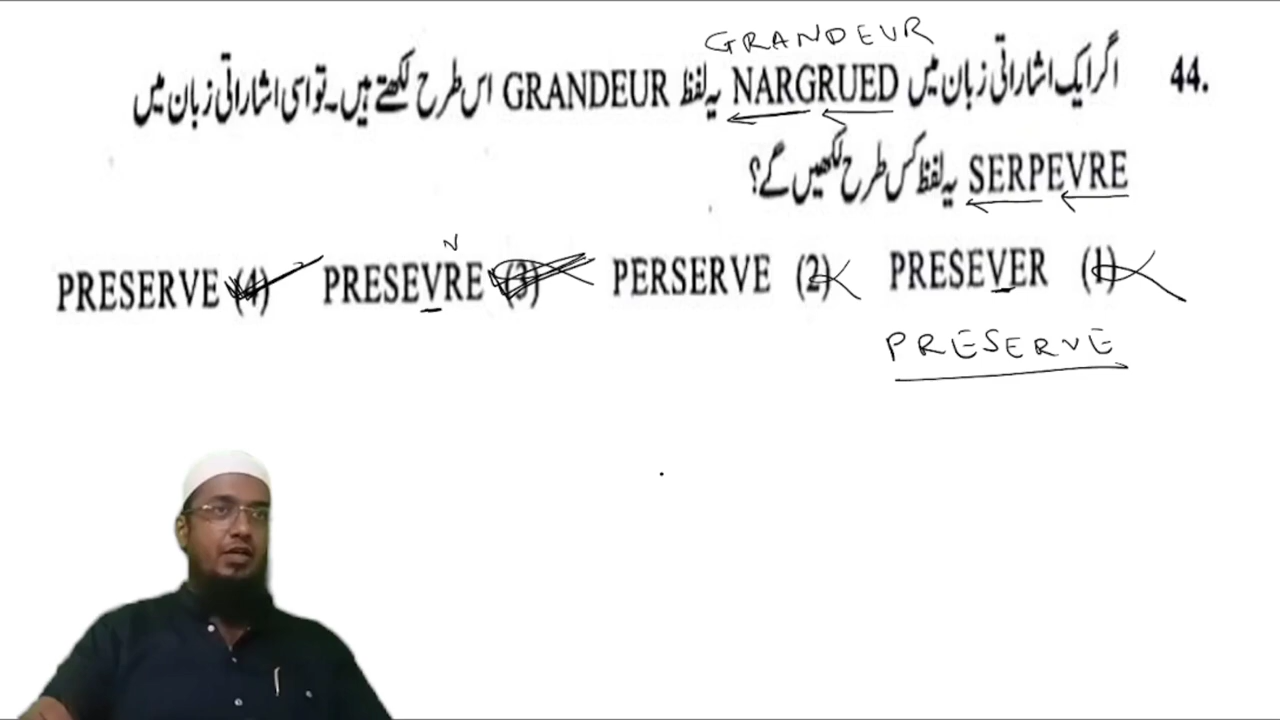 GRANDEUR
44. اگر ایک اشاراتی زبان میں NARGRUED یہ لفظ GRANDEUR اس طرح لکھتے ہیں۔ تو اسی اشاراتی زبان میں
SERPEVRE یہ لفظ کس طرح لکھیں گے؟
N
(1) PRESEVER (2) PERSERVE (3) PRESEVRE (4) PRESERVE
PRESERVE